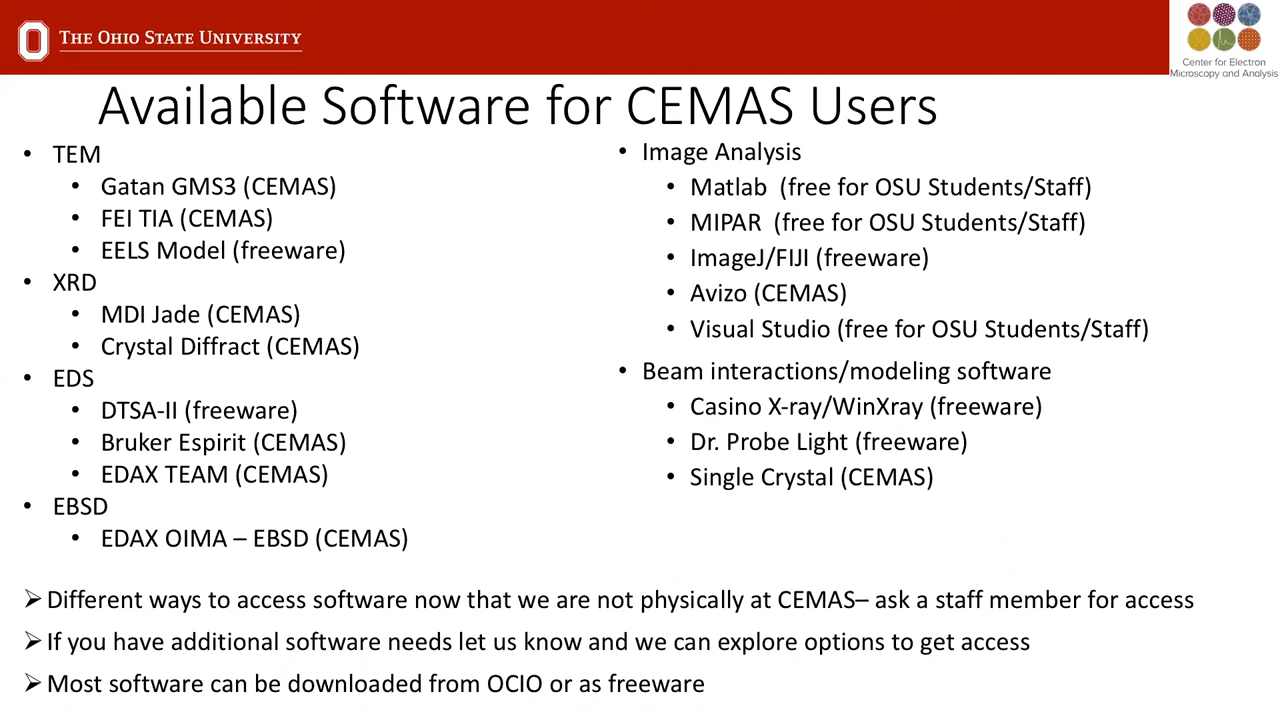 THE OHIO STATE UNIVERSITY
Center for Electron
Microscopy and Analysis
Available Software for CEMAS Users
• TEM
• Gatan GMS3 (CEMAS)
• FEI TIA (CEMAS)
• EELS Model (freeware)
• XRD
• MDI Jade (CEMAS)
• Crystal Diffract (CEMAS)
• EDS
• DTSA-II (freeware)
• Bruker Espirit (CEMAS)
• EDAX TEAM (CEMAS)
• EBSD
• EDAX OIMA – EBSD (CEMAS)
• Image Analysis
• Matlab (free for OSU Students/Staff)
• MIPAR (free for OSU Students/Staff)
• ImageJ/FIJI (freeware)
• Avizo (CEMAS)
• Visual Studio (free for OSU Students/Staff)
• Beam interactions/modeling software
• Casino X-ray/WinXray (freeware)
• Dr. Probe Light (freeware)
• Single Crystal (CEMAS)
➢ Different ways to access software now that we are not physically at CEMAS– ask a staff member for access
➢ If you have additional software needs let us know and we can explore options to get access
➢ Most software can be downloaded from OCIO or as freeware